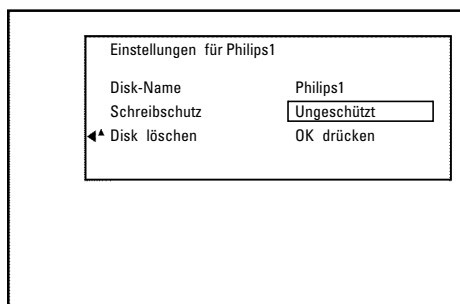 Einstellungen für Philips1
Disk-Name Philips1
Schreibschutz Ungeschützt
Disk löschen OK drücken